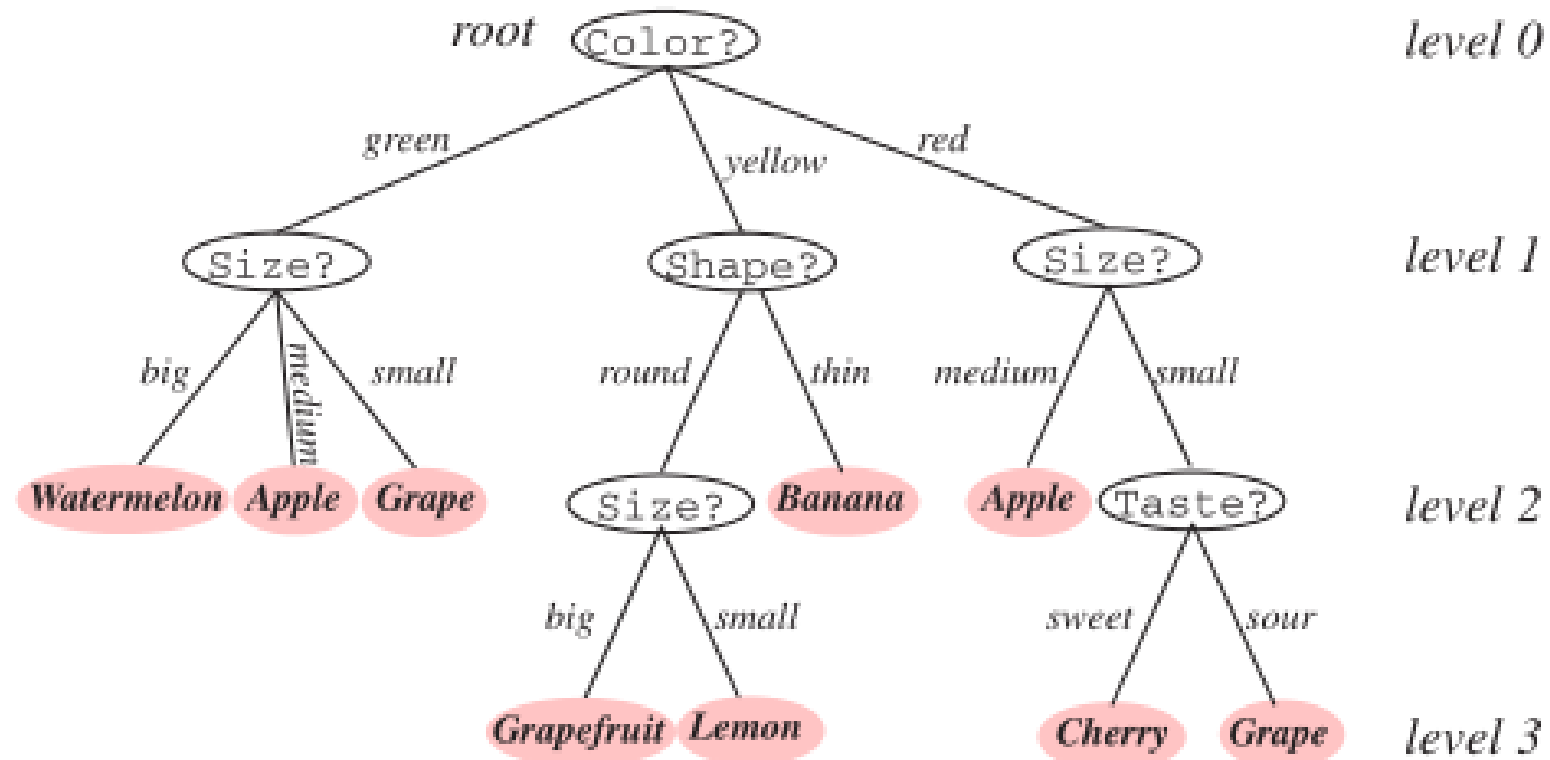 root Color? level 0
green yellow red
Size? Shape? Size? level 1
big medium small round thin medium small
Watermelon Apple Grape Size? Banana Apple Taste? level 2
big small sweet sour
Grapefruit Lemon Cherry Grape level 3